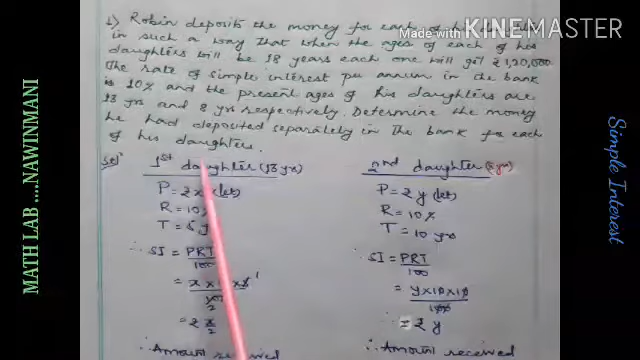 Made with KINEMASTER
1) Robin deposits the money for each of his
in such a way that when the ages of each of his
daughters will be 18 years each one will get ₹1,20,000
The rate of simple interest per annum in the bank
is 10% and the present ages of his daughters are
13 yrs and 8 yrs respectively. Determine the money
he had deposited separately in the bank for each
of his daughters.
Solⁿ
1st daughter (13 yrs)
P = ₹x (let)
R = 10%
T = 5 y
∴ SI = PRT/100
= x×10×5/100
= ₹ x/2
∴ Amount received
2nd daughter (8 yrs)
P = ₹y (let)
R = 10%
T = 10 yrs
∴ SI = PRT/100
= y×10×10/100
= ₹y
∴ Amount received
MATH LAB ....NAWINMANI
Simple Interest